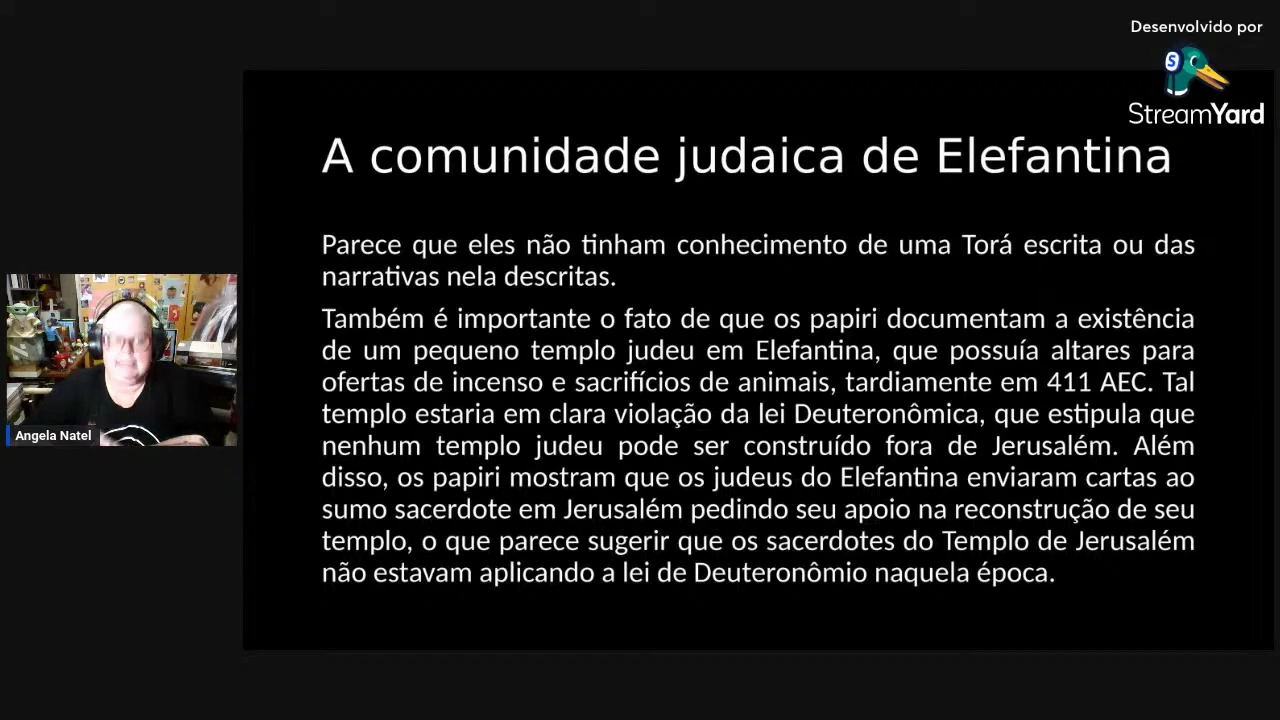 Desenvolvido por
StreamYard
A comunidade judaica de Elefantina
Parece que eles não tinham conhecimento de uma Torá escrita ou das
narrativas nela descritas.
Também é importante o fato de que os papiri documentam a existência
de um pequeno templo judeu em Elefantina, que possuía altares para
ofertas de incenso e sacrifícios de animais, tardiamente em 411 AEC. Tal
templo estaria em clara violação da lei Deuteronômica, que estipula que
nenhum templo judeu pode ser construído fora de Jerusalém. Além
disso, os papiri mostram que os judeus do Elefantina enviaram cartas ao
sumo sacerdote em Jerusalém pedindo seu apoio na reconstrução de seu
templo, o que parece sugerir que os sacerdotes do Templo de Jerusalém
não estavam aplicando a lei de Deuteronômio naquela época.
Angela Natel